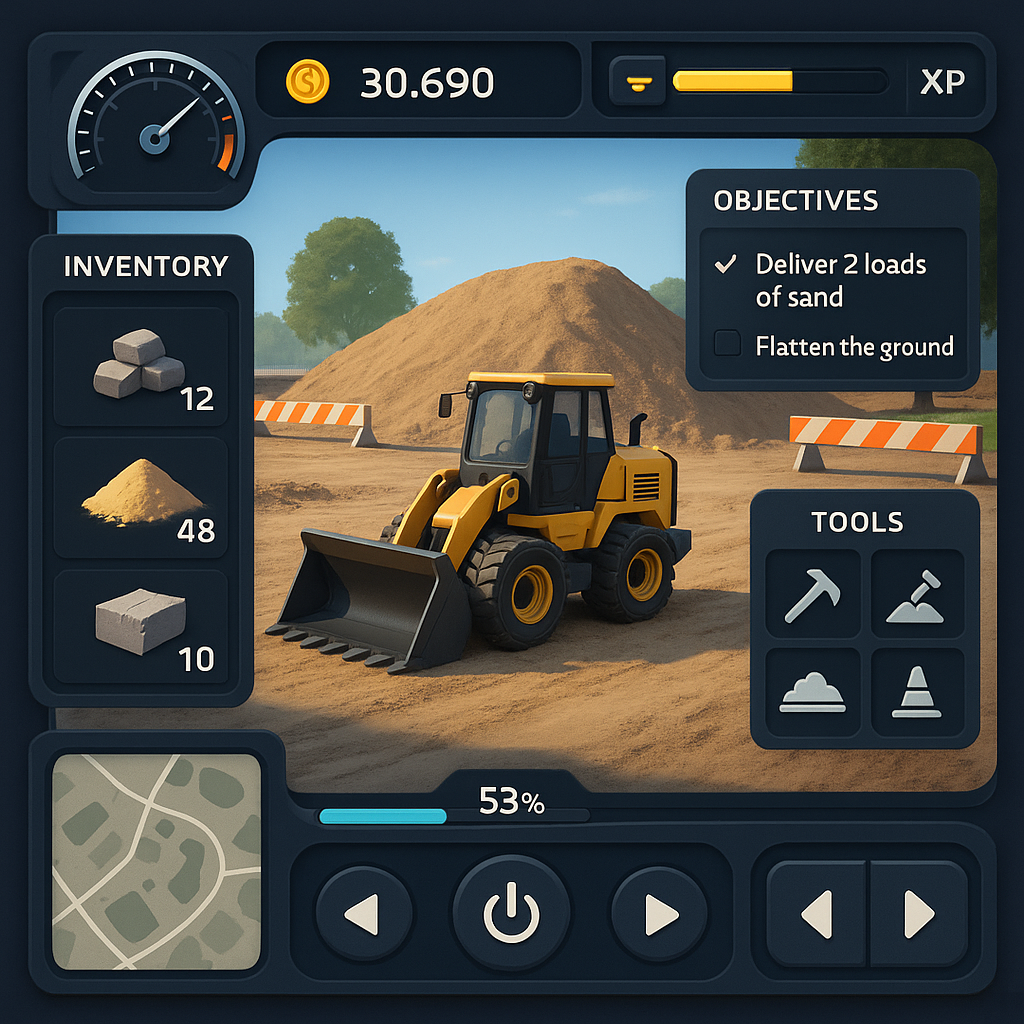 30.690
XP
OBJECTIVES
Deliver 2 loads
of sand
Flatten the ground
INVENTORY
12
48
10
TOOLS
53%